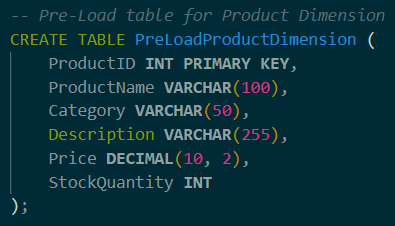 -- Pre-Load table for Product Dimension
CREATE TABLE PreLoadProductDimension (
    ProductID INT PRIMARY KEY,
    ProductName VARCHAR(100),
    Category VARCHAR(50),
    Description VARCHAR(255),
    Price DECIMAL(10, 2),
    StockQuantity INT
);